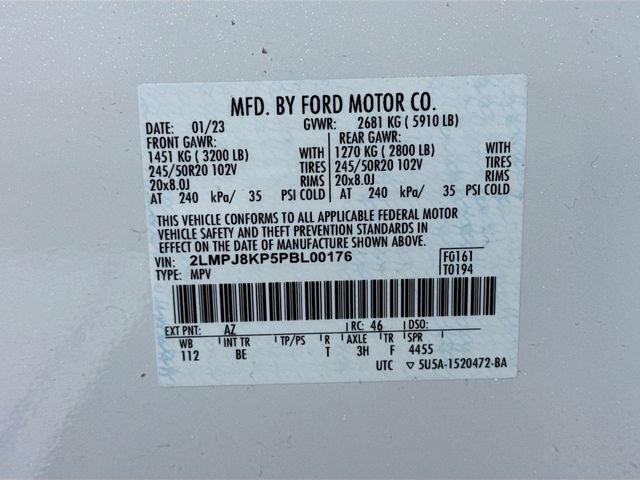 MFD. BY FORD MOTOR CO.
DATE: 01/23 GVWR: 2681 KG ( 5910 LB)
FRONT GAWR: REAR GAWR:
1451 KG ( 3200 LB) WITH 1270 KG ( 2800 LB) WITH
245/50R20 102V TIRES 245/50R20 102V TIRES
20x8.0J RIMS 20x8.0J RIMS
AT 240 kPa/ 35 PSI COLD AT 240 kPa/ 35 PSI COLD
THIS VEHICLE CONFORMS TO ALL APPLICABLE FEDERAL MOTOR
VEHICLE SAFETY AND THEFT PREVENTION STANDARDS IN
EFFECT ON THE DATE OF MANUFACTURE SHOWN ABOVE.
VIN: 2LMPJ8KP5PBL00176 F0161
TYPE: MPV T0194
EXT PNT: AZ RC: 46 DSO:
WB INT TR TP/PS R AXLE TR SPR
112 BE T 3H F 4455
UTC ▽ 5U5A-1520472-BA